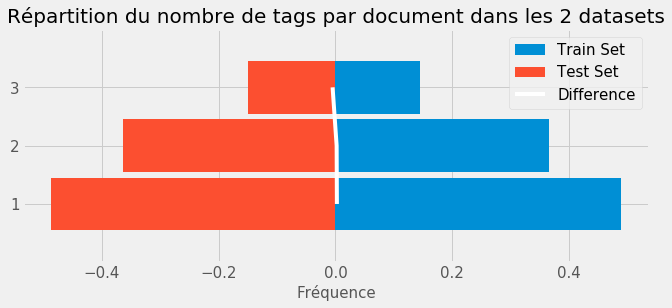 Répartition du nombre de tags par document dans les 2 datasets
Train Set
Test Set
Difference
3
2
1
−0.4 −0.2 0.0 0.2 0.4
Fréquence